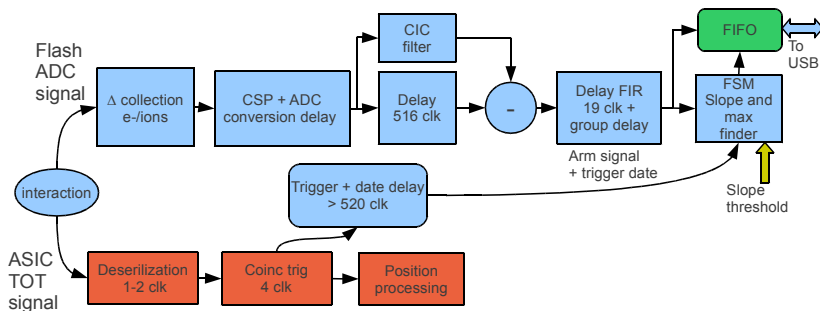 Flash
ADC
signal
Δ collection
e-/ions
CSP + ADC
conversion delay
CIC
filter
Delay
516 clk
-
Delay FIR
19 clk +
group delay
Arm signal
+ trigger date
FIFO
To
USB
FSM
Slope and
max
finder
Slope
threshold
interaction
Trigger + date delay
> 520 clk
ASIC
TOT
signal
Deserilization
1-2 clk
Coinc trig
4 clk
Position
processing